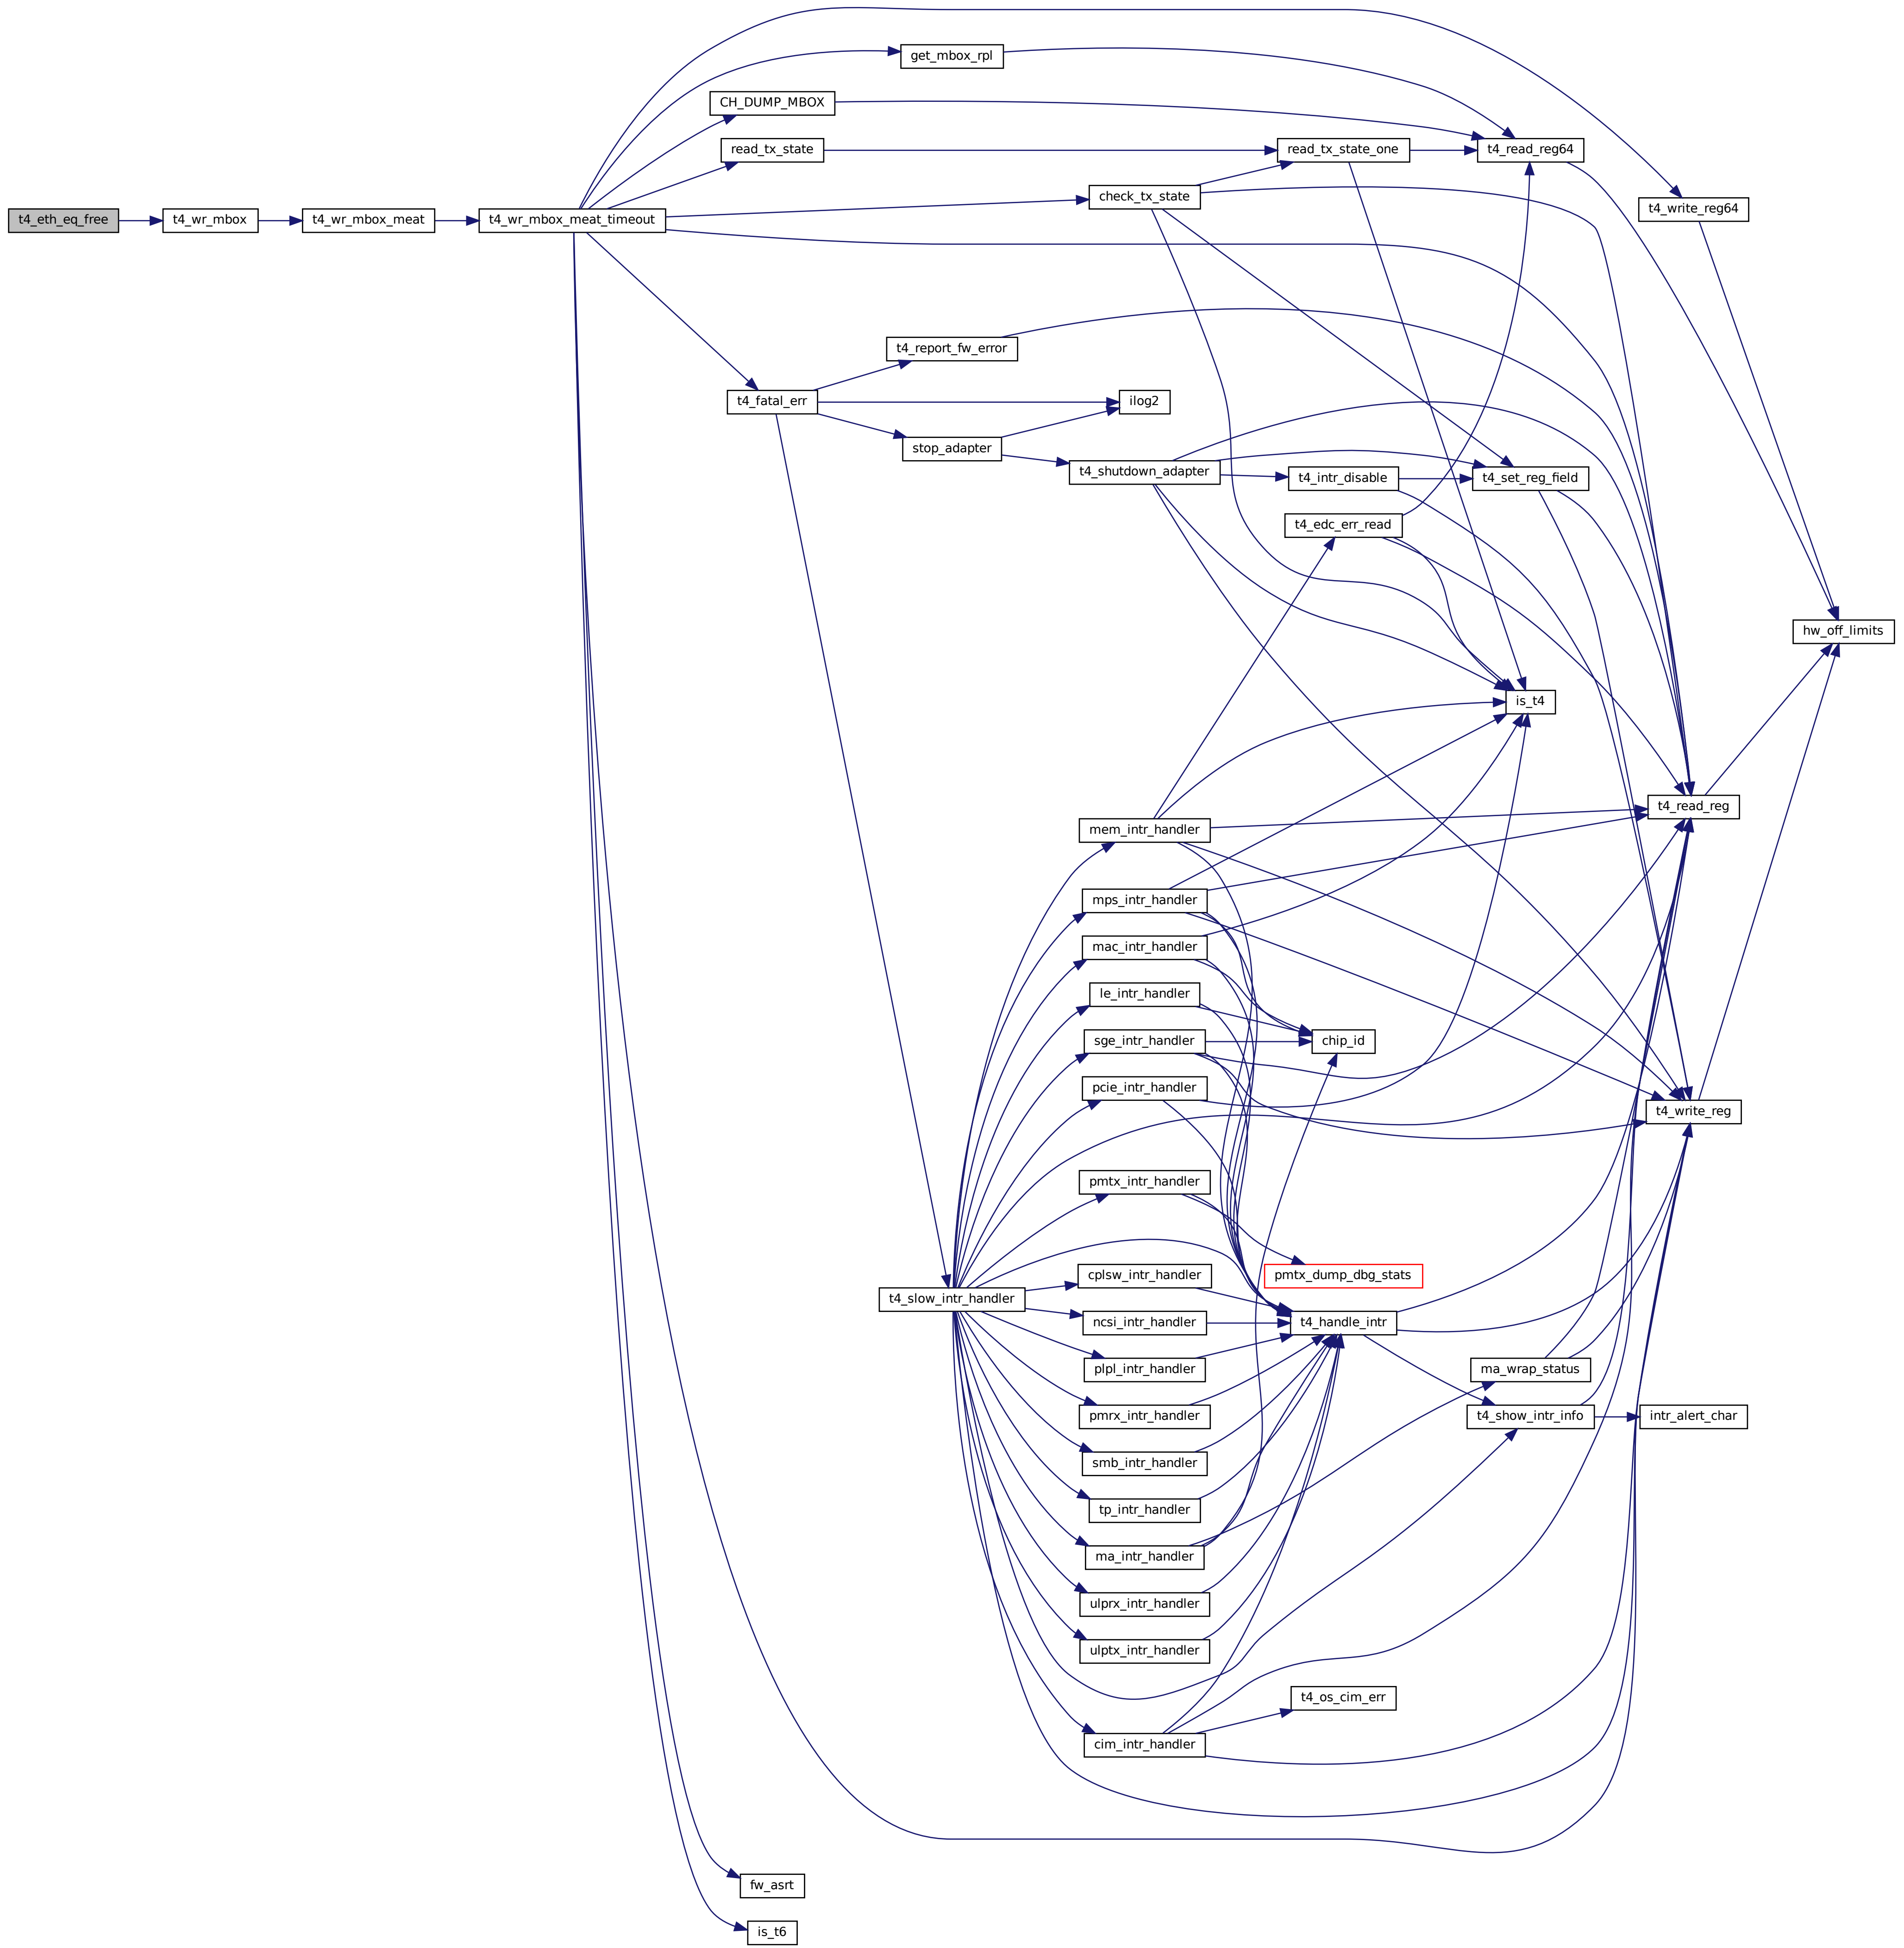 t4_eth_eq_free
t4_wr_mbox
t4_wr_mbox_meat
t4_wr_mbox_meat_timeout
get_mbox_rpl
CH_DUMP_MBOX
read_tx_state
read_tx_state_one
t4_read_reg64
check_tx_state
t4_write_reg64
t4_report_fw_error
t4_fatal_err
ilog2
stop_adapter
t4_shutdown_adapter
t4_intr_disable
t4_set_reg_field
t4_edc_err_read
hw_off_limits
is_t4
t4_read_reg
mem_intr_handler
mps_intr_handler
mac_intr_handler
le_intr_handler
sge_intr_handler
chip_id
pcie_intr_handler
t4_write_reg
pmtx_intr_handler
cplsw_intr_handler
pmtx_dump_dbg_stats
t4_slow_intr_handler
ncsi_intr_handler
t4_handle_intr
plpl_intr_handler
ma_wrap_status
pmrx_intr_handler
t4_show_intr_info
intr_alert_char
smb_intr_handler
tp_intr_handler
ma_intr_handler
ulprx_intr_handler
ulptx_intr_handler
t4_os_cim_err
cim_intr_handler
fw_asrt
is_t6